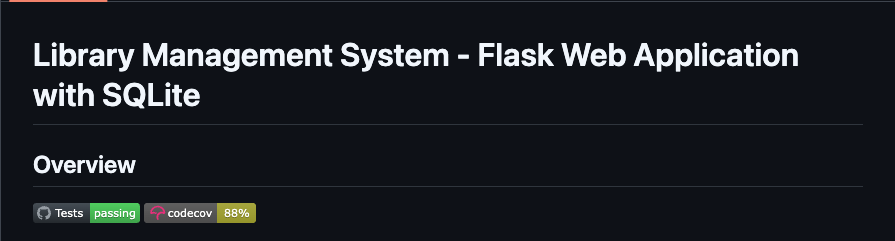 Library Management System - Flask Web Application
with SQLite
Overview
Tests passing codecov 88%